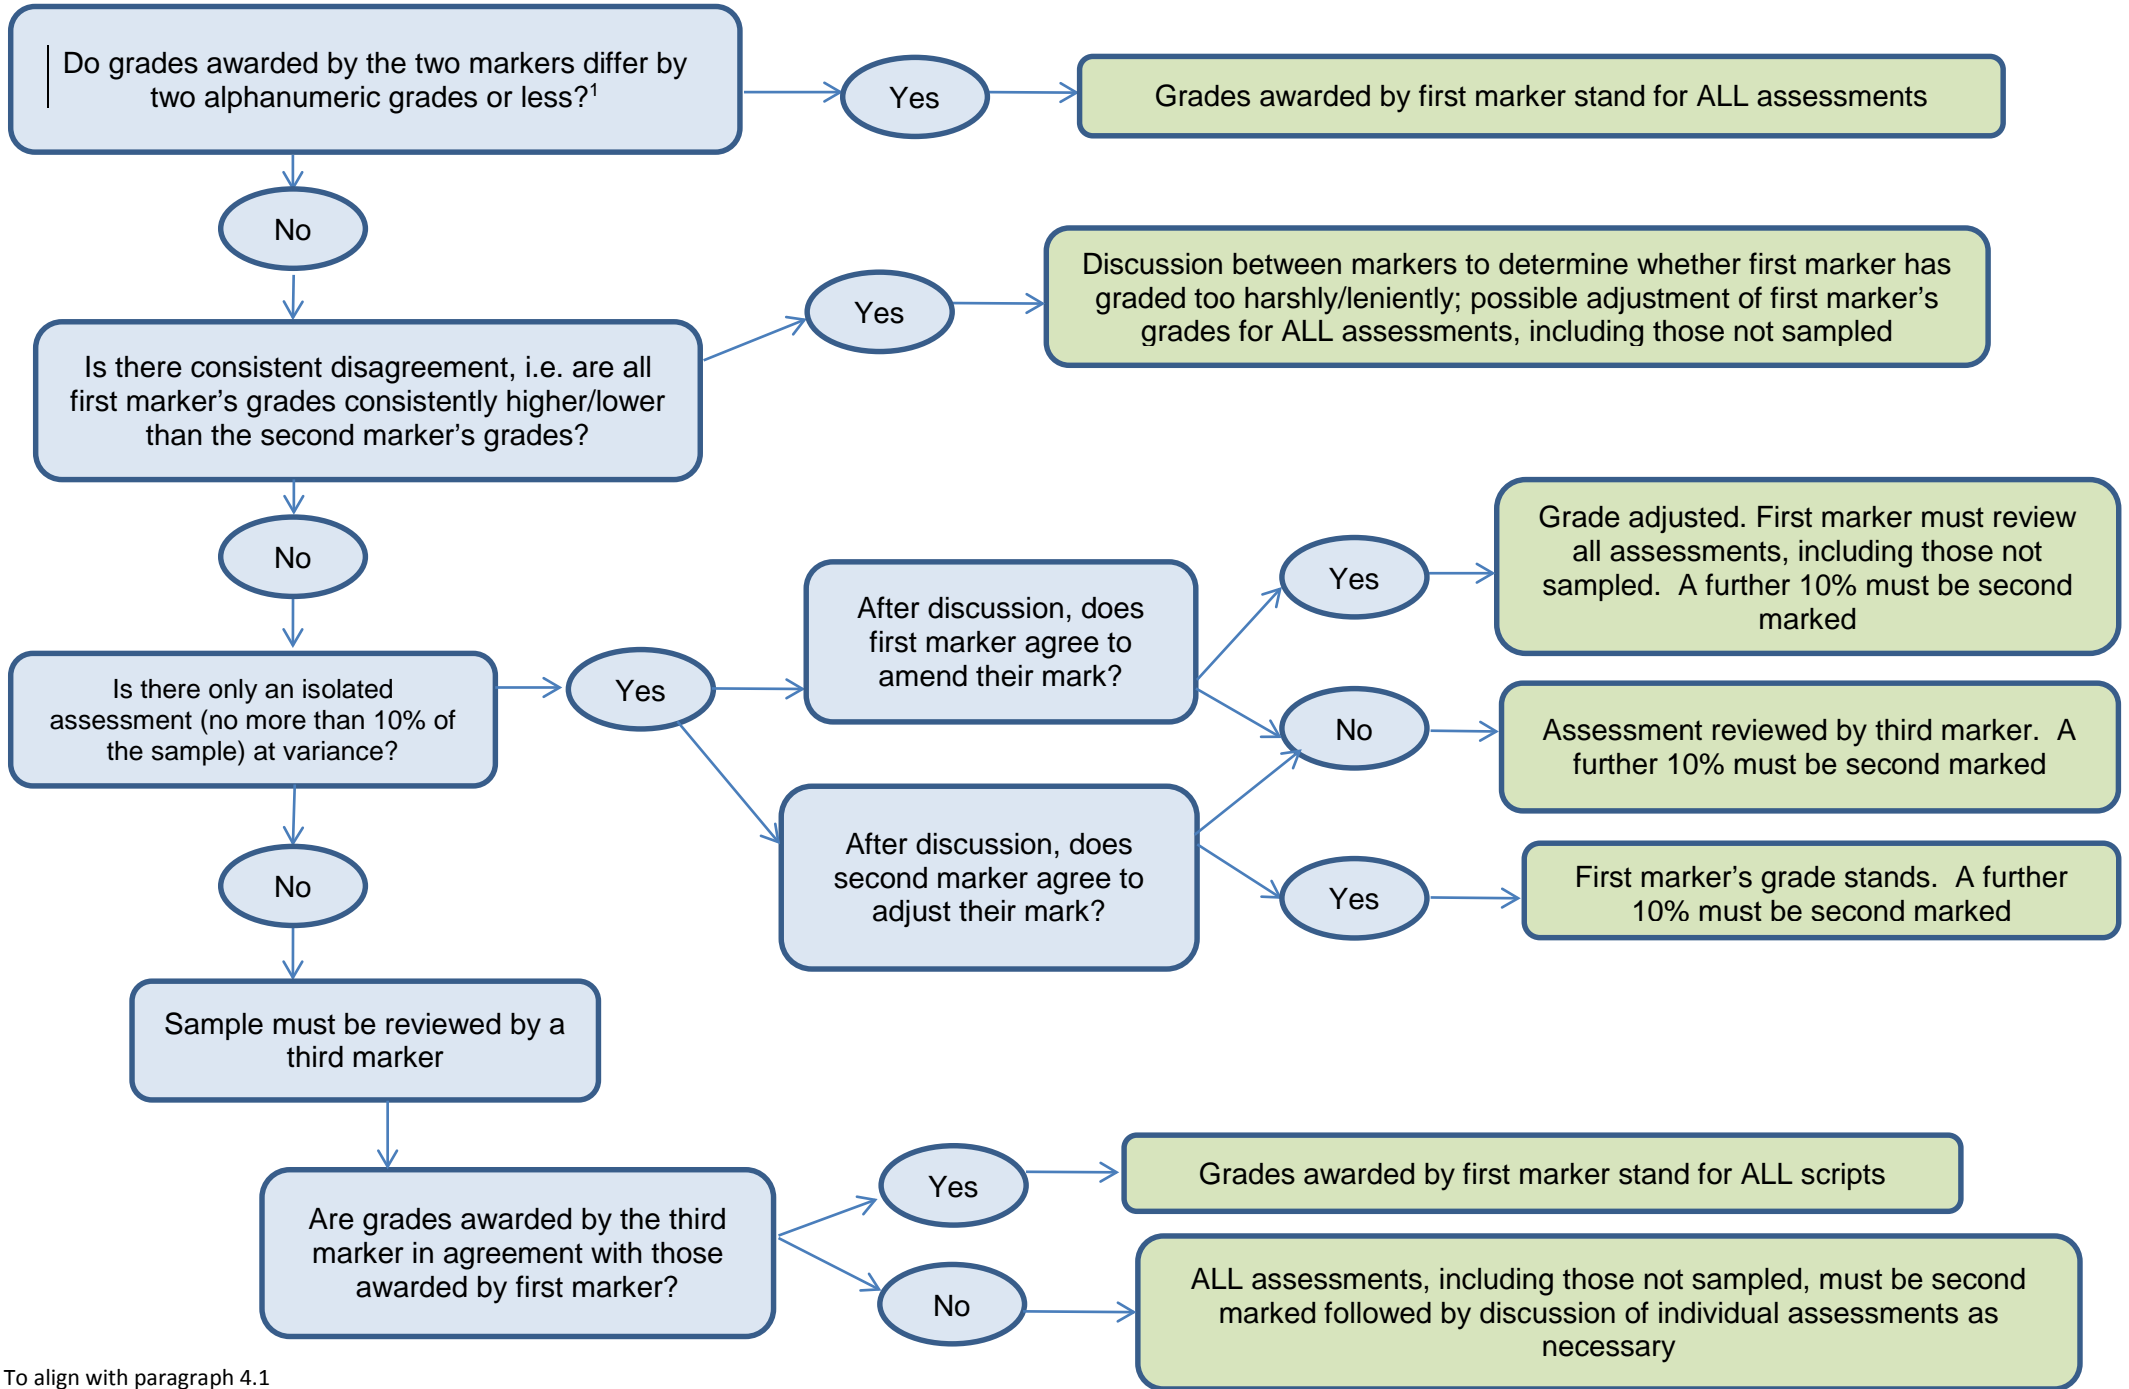 Do grades awarded by the two markers differ by
two alphanumeric grades or less?¹
Yes
Grades awarded by first marker stand for ALL assessments
No
Is there consistent disagreement, i.e. are all
first marker’s grades consistently higher/lower
than the second marker’s grades?
Yes
Discussion between markers to determine whether first marker has
graded too harshly/leniently; possible adjustment of first marker’s
grades for ALL assessments, including those not sampled
No
Is there only an isolated
assessment (no more than 10% of
the sample) at variance?
Yes
After discussion, does
first marker agree to
amend their mark?
Yes
Grade adjusted. First marker must review
all assessments, including those not
sampled.  A further 10% must be second
marked
No
Assessment reviewed by third marker.  A
further 10% must be second marked
After discussion, does
second marker agree to
adjust their mark?
Yes
First marker’s grade stands.  A further
10% must be second marked
No
Sample must be reviewed by a
third marker
Are grades awarded by the third
marker in agreement with those
awarded by first marker?
Yes
Grades awarded by first marker stand for ALL scripts
No
ALL assessments, including those not sampled, must be second
marked followed by discussion of individual assessments as
necessary
To align with paragraph 4.1